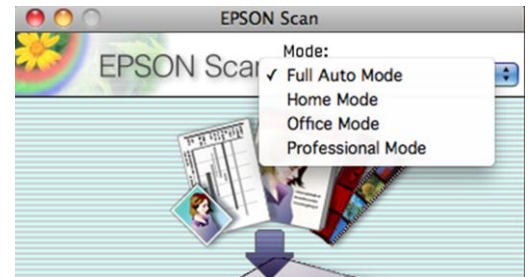 EPSON Scan
Mode:
EPSON Scan
✓ Full Auto Mode
Home Mode
Office Mode
Professional Mode